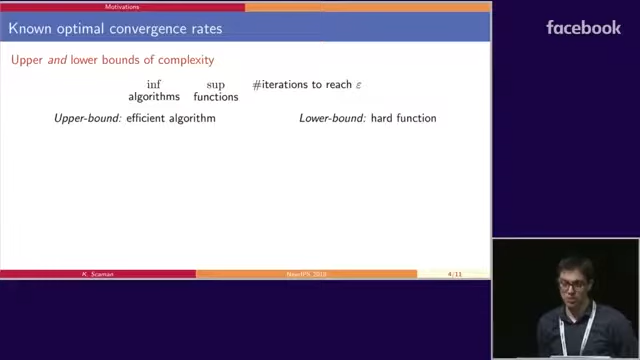 Motivations
Known optimal convergence rates
facebook
Upper and lower bounds of complexity
inf sup #iterations to reach ε
algorithms functions
Upper-bound: efficient algorithm Lower-bound: hard function
K. Scaman NeurIPS 2018 4/11